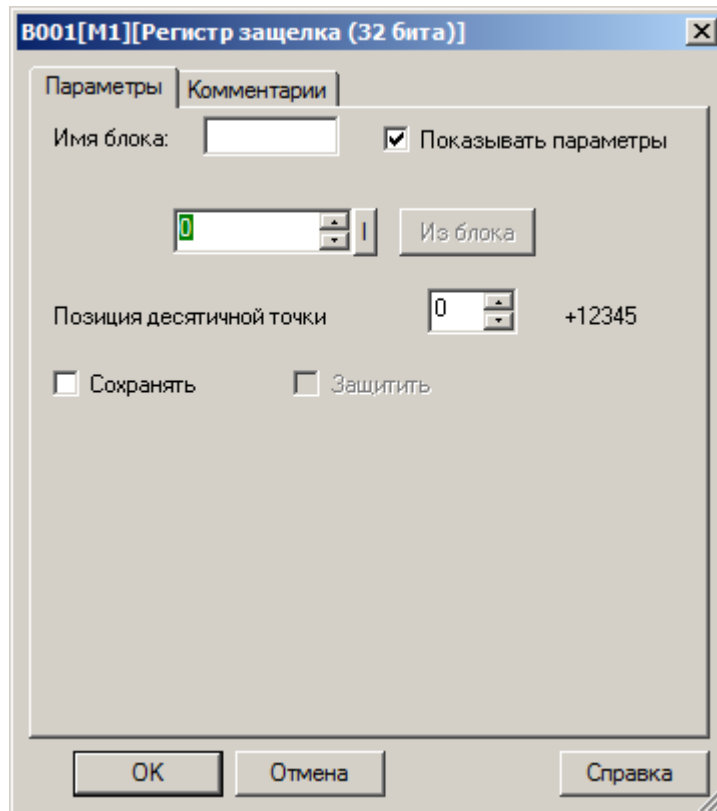 B001[M1][Регистр защелка (32 бита)]
Параметры Комментарии
Имя блока: Показывать параметры
0 I Из блока
Позиция десятичной точки 0 +12345
Сохранять Защитить
OK Отмена Справка